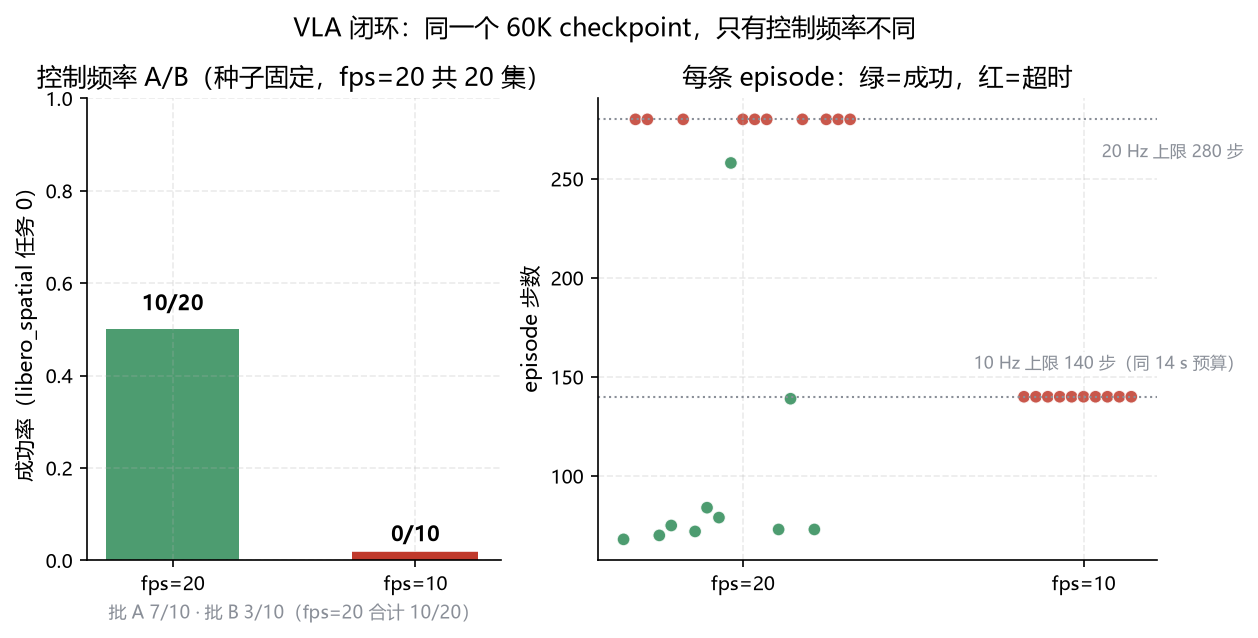 VLA 闭环：同一个 60K checkpoint，只有控制频率不同
控制频率 A/B（种子固定，fps=20 共 20 集）
成功率（libero_spatial 任务 0）
1.0
0.8
0.6
0.4
0.2
0.0
10/20
0/10
fps=20
fps=10
批 A 7/10 · 批 B 3/10（fps=20 合计 10/20）
每条 episode：绿=成功，红=超时
episode 步数
250
200
150
100
20 Hz 上限 280 步
10 Hz 上限 140 步（同 14 s 预算）
fps=20
fps=10